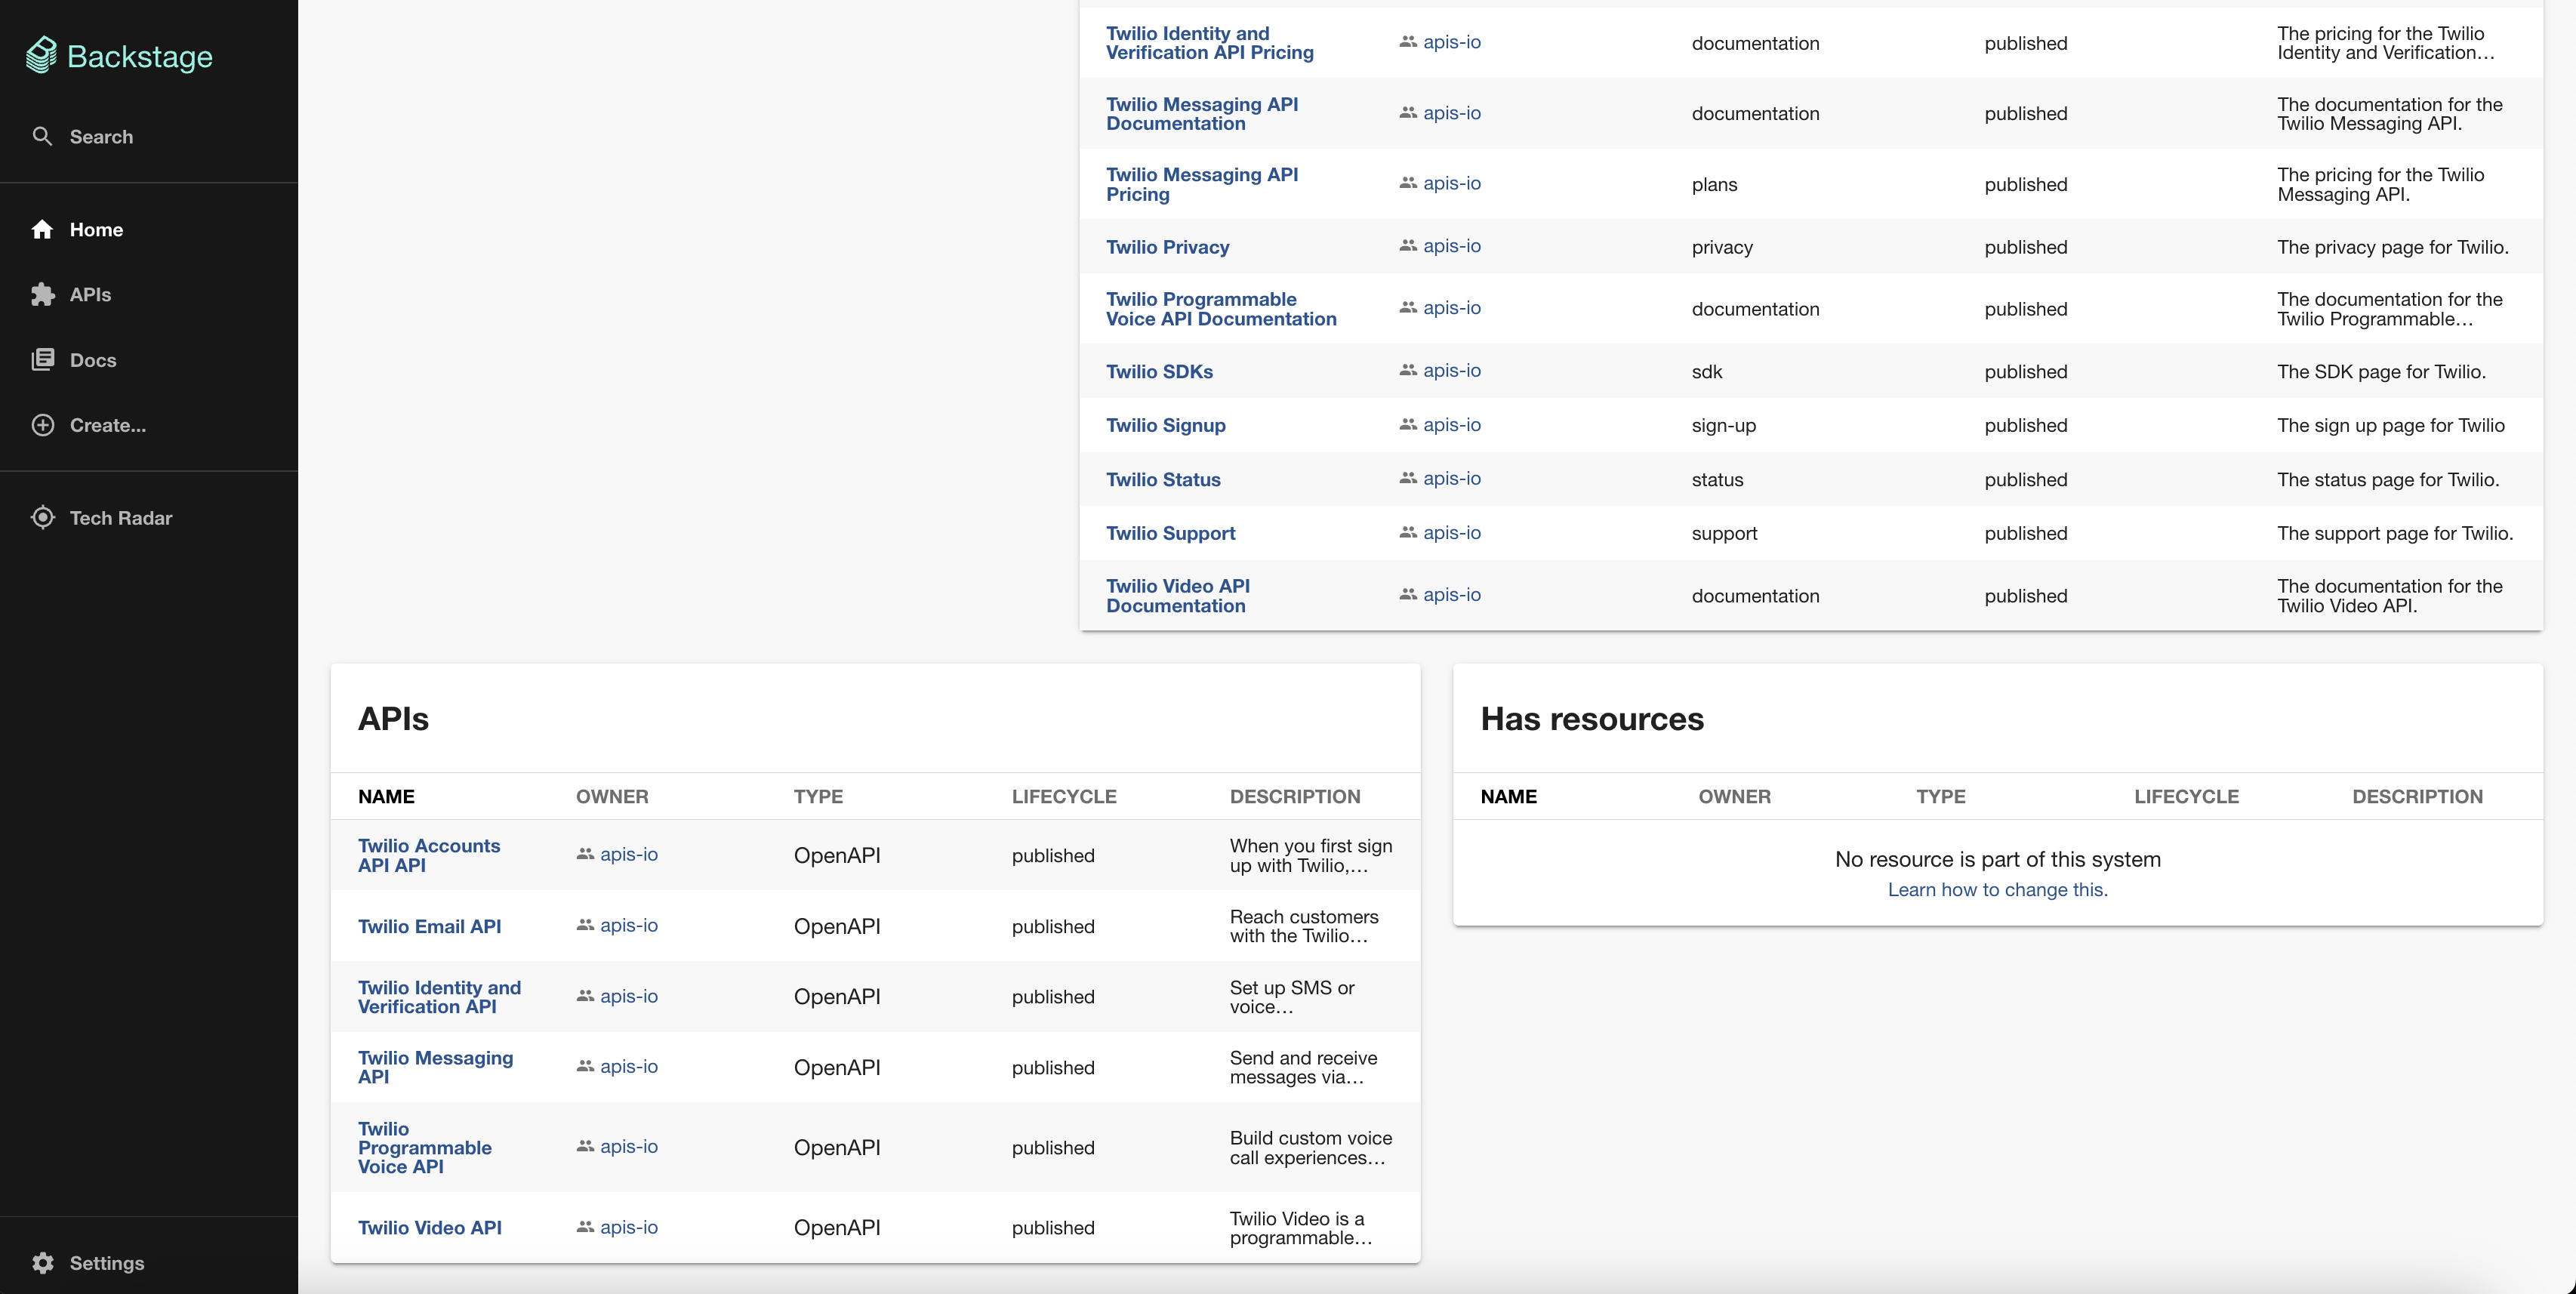 Backstage
Search
Home
APIs
Docs
Create...
Tech Radar
Settings
Twilio Identity and
Verification API Pricing
apis-io
documentation
published
The pricing for the Twilio
Identity and Verification…
Twilio Messaging API
Documentation
apis-io
documentation
published
The documentation for the
Twilio Messaging API.
Twilio Messaging API
Pricing
apis-io
plans
published
The pricing for the Twilio
Messaging API.
Twilio Privacy
apis-io
privacy
published
The privacy page for Twilio.
Twilio Programmable
Voice API Documentation
apis-io
documentation
published
The documentation for the
Twilio Programmable…
Twilio SDKs
apis-io
sdk
published
The SDK page for Twilio.
Twilio Signup
apis-io
sign-up
published
The sign up page for Twilio
Twilio Status
apis-io
status
published
The status page for Twilio.
Twilio Support
apis-io
support
published
The support page for Twilio.
Twilio Video API
Documentation
apis-io
documentation
published
The documentation for the
Twilio Video API.
APIs
NAME OWNER TYPE LIFECYCLE DESCRIPTION
Twilio Accounts
API API
apis-io
OpenAPI
published
When you first sign
up with Twilio,…
Twilio Email API
apis-io
OpenAPI
published
Reach customers
with the Twilio…
Twilio Identity and
Verification API
apis-io
OpenAPI
published
Set up SMS or
voice…
Twilio Messaging
API
apis-io
OpenAPI
published
Send and receive
messages via…
Twilio
Programmable
Voice API
apis-io
OpenAPI
published
Build custom voice
call experiences…
Twilio Video API
apis-io
OpenAPI
published
Twilio Video is a
programmable…
Has resources
NAME OWNER TYPE LIFECYCLE DESCRIPTION
No resource is part of this system
Learn how to change this.